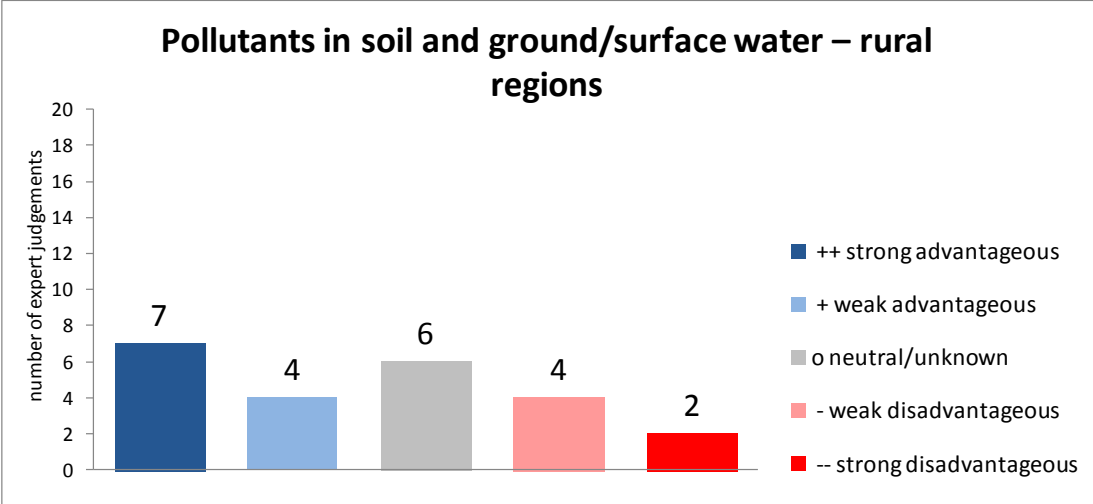 Pollutants in soil and ground/surface water – rural
regions
number of expert judgements
20
18
16
14
12
10
8
6
4
2
0
7
4
6
4
2
++ strong advantageous
+ weak advantageous
o neutral/unknown
- weak disadvantageous
-- strong disadvantageous